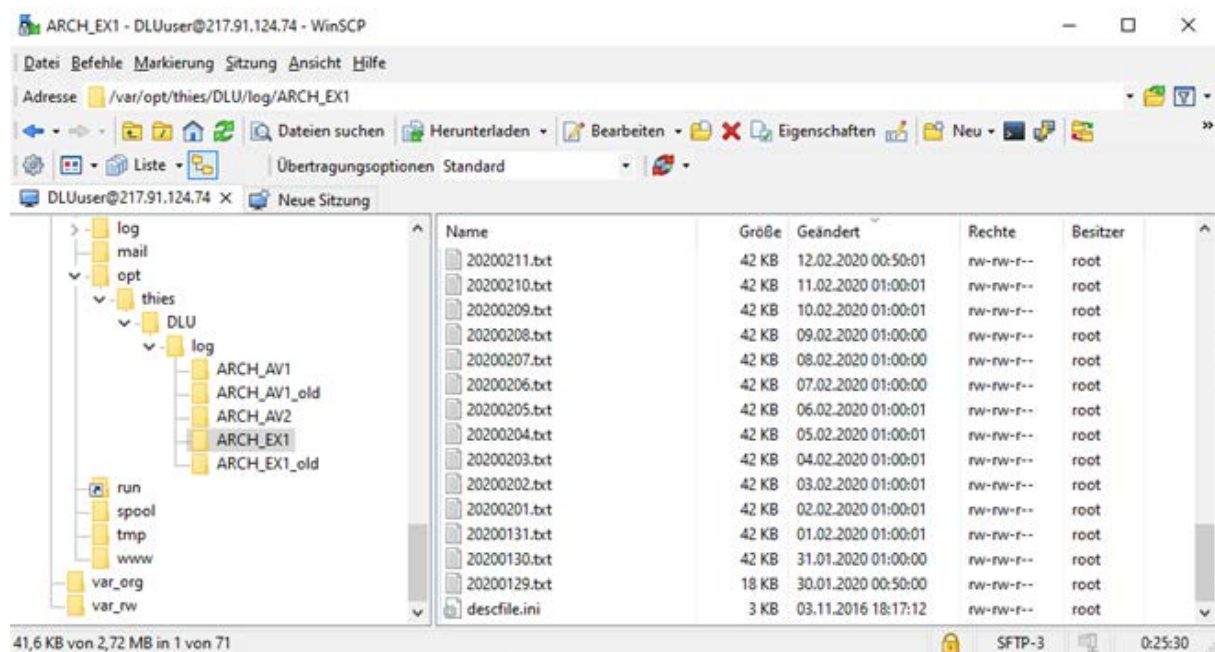 ARCH_EX1 - DLUuser@217.91.124.74 - WinSCP
Datei Befehle Markierung Sitzung Ansicht Hilfe
Adresse /var/opt/thies/DLU/log/ARCH_EX1
Dateien suchen Herunterladen Bearbeiten Eigenschaften Neu »
Liste Übertragungsoptionen Standard
DLUuser@217.91.124.74 Neue Sitzung
log
mail
opt
thies
DLU
log
ARCH_AV1
ARCH_AV1_old
ARCH_AV2
ARCH_EX1
ARCH_EX1_old
run
spool
tmp
www
var_org
var_rw
Name Größe Geändert Rechte Besitzer
20200211.txt 42 KB 12.02.2020 00:50:01 rw-rw-r-- root
20200210.txt 42 KB 11.02.2020 01:00:01 rw-rw-r-- root
20200209.txt 42 KB 10.02.2020 01:00:01 rw-rw-r-- root
20200208.txt 42 KB 09.02.2020 01:00:00 rw-rw-r-- root
20200207.txt 42 KB 08.02.2020 01:00:00 rw-rw-r-- root
20200206.txt 42 KB 07.02.2020 01:00:00 rw-rw-r-- root
20200205.txt 42 KB 06.02.2020 01:00:01 rw-rw-r-- root
20200204.txt 42 KB 05.02.2020 01:00:01 rw-rw-r-- root
20200203.txt 42 KB 04.02.2020 01:00:01 rw-rw-r-- root
20200202.txt 42 KB 03.02.2020 01:00:01 rw-rw-r-- root
20200201.txt 42 KB 02.02.2020 01:00:01 rw-rw-r-- root
20200131.txt 42 KB 01.02.2020 01:00:01 rw-rw-r-- root
20200130.txt 42 KB 31.01.2020 01:00:00 rw-rw-r-- root
20200129.txt 18 KB 30.01.2020 00:50:00 rw-rw-r-- root
descfile.ini 3 KB 03.11.2016 18:17:12 rw-rw-r-- root
41,6 KB von 2,72 MB in 1 von 71 SFTP-3 0:25:30